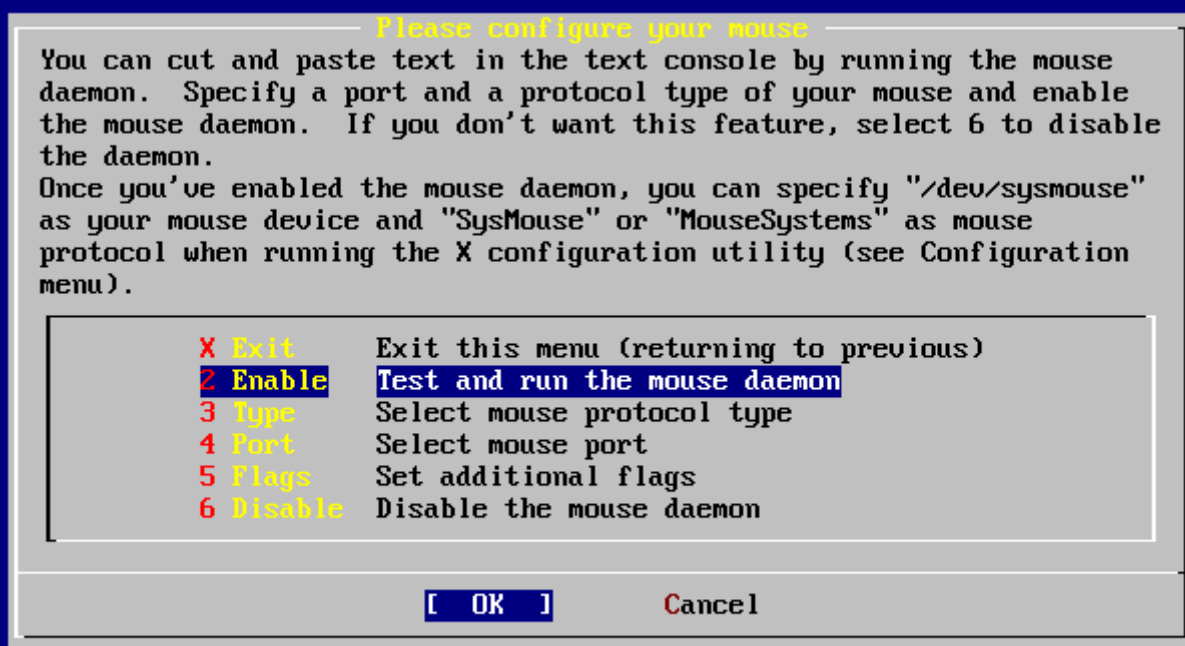 Please configure your mouse
You can cut and paste text in the text console by running the mouse
daemon.  Specify a port and a protocol type of your mouse and enable
the mouse daemon.  If you don't want this feature, select 6 to disable
the daemon.
Once you've enabled the mouse daemon, you can specify "/dev/sysmouse"
as your mouse device and "SysMouse" or "MouseSystems" as mouse
protocol when running the X configuration utility (see Configuration
menu).
X Exit     Exit this menu (returning to previous)
2 Enable   Test and run the mouse daemon
3 Type     Select mouse protocol type
4 Port     Select mouse port
5 Flags    Set additional flags
6 Disable  Disable the mouse daemon
[  OK  ]       Cancel